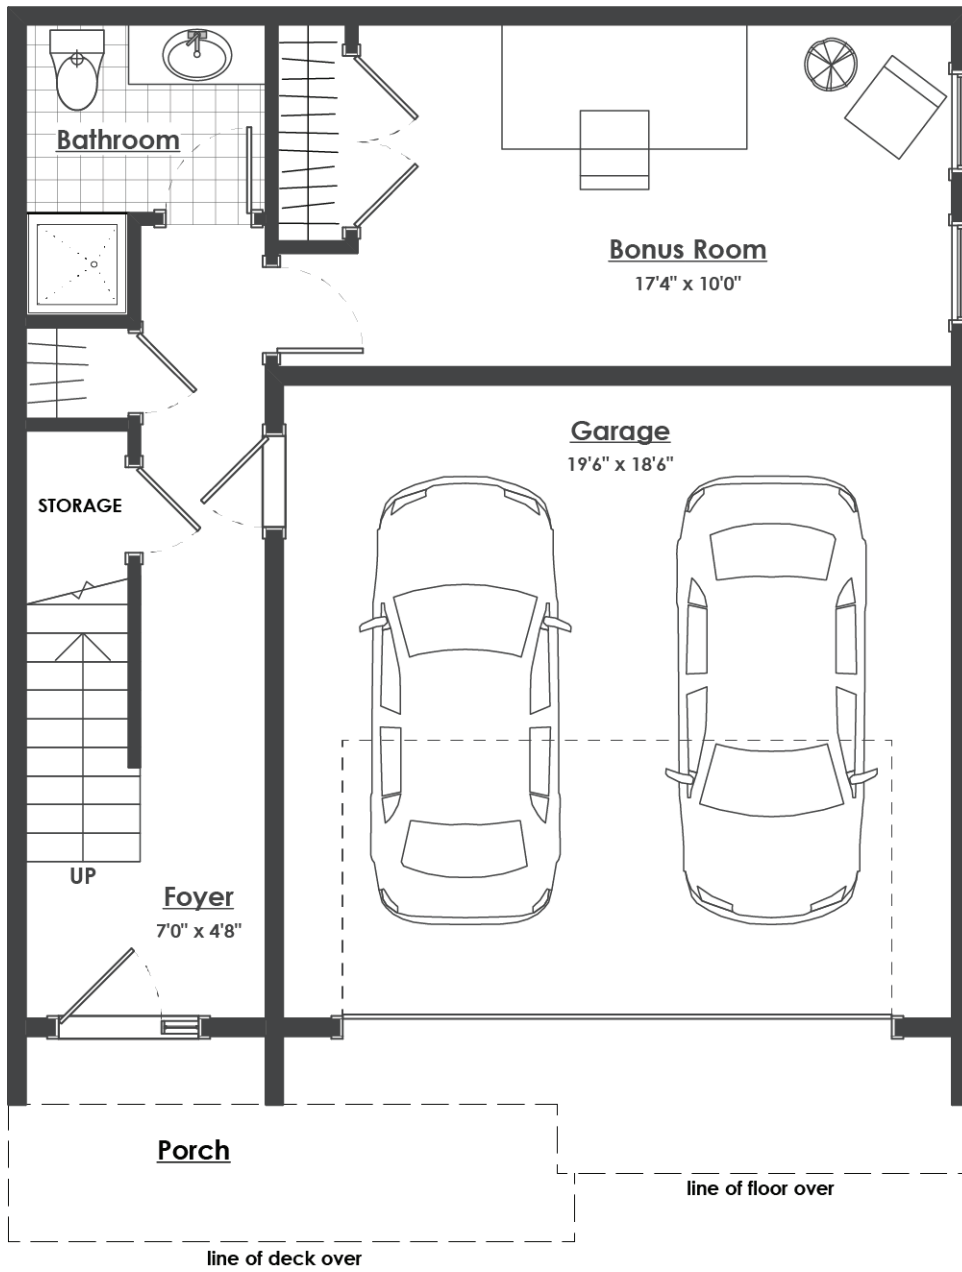 Bathroom
Bonus Room
17'4" x 10'0"
Garage
19'6" x 18'6"
STORAGE
UP
Foyer
7'0" x 4'8"
Porch
line of floor over
line of deck over